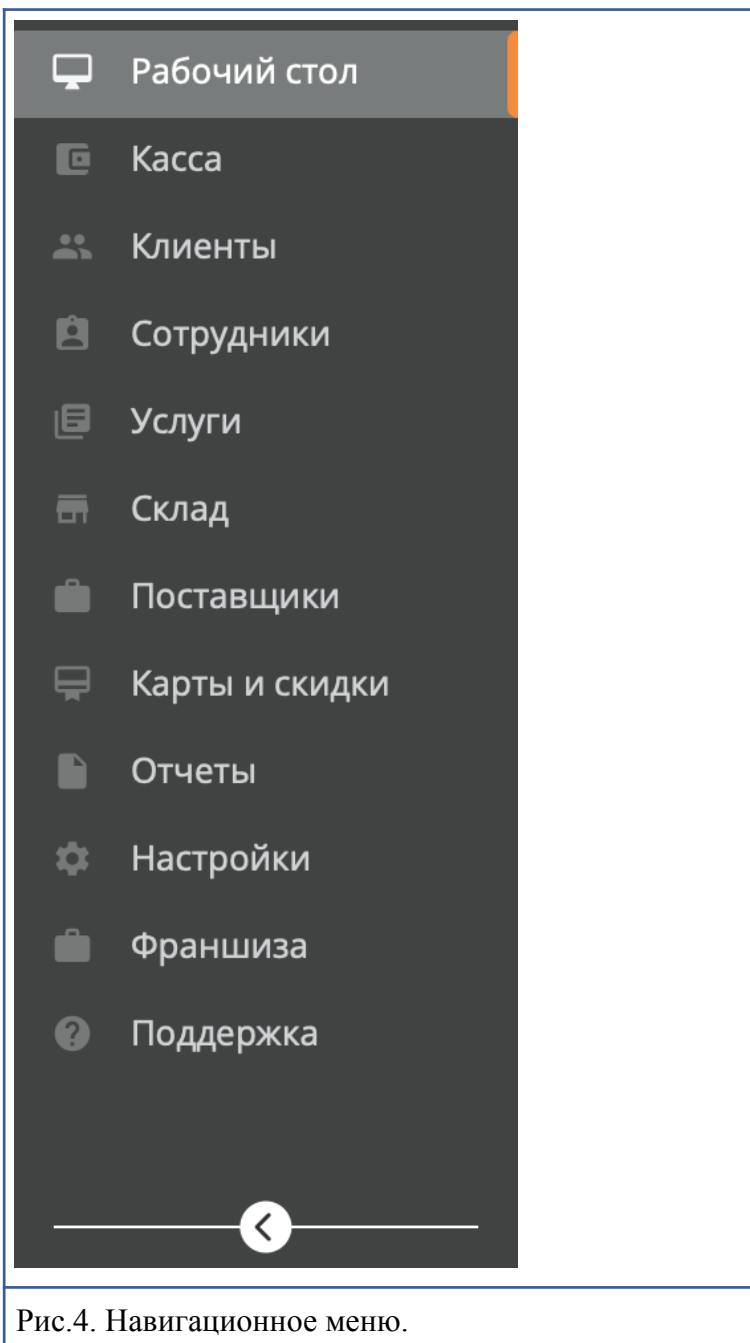 Рабочий стол
Касса
Клиенты
Сотрудники
Услуги
Склад
Поставщики
Карты и скидки
Отчеты
Настройки
Франшиза
Поддержка
Рис.4. Навигационное меню.